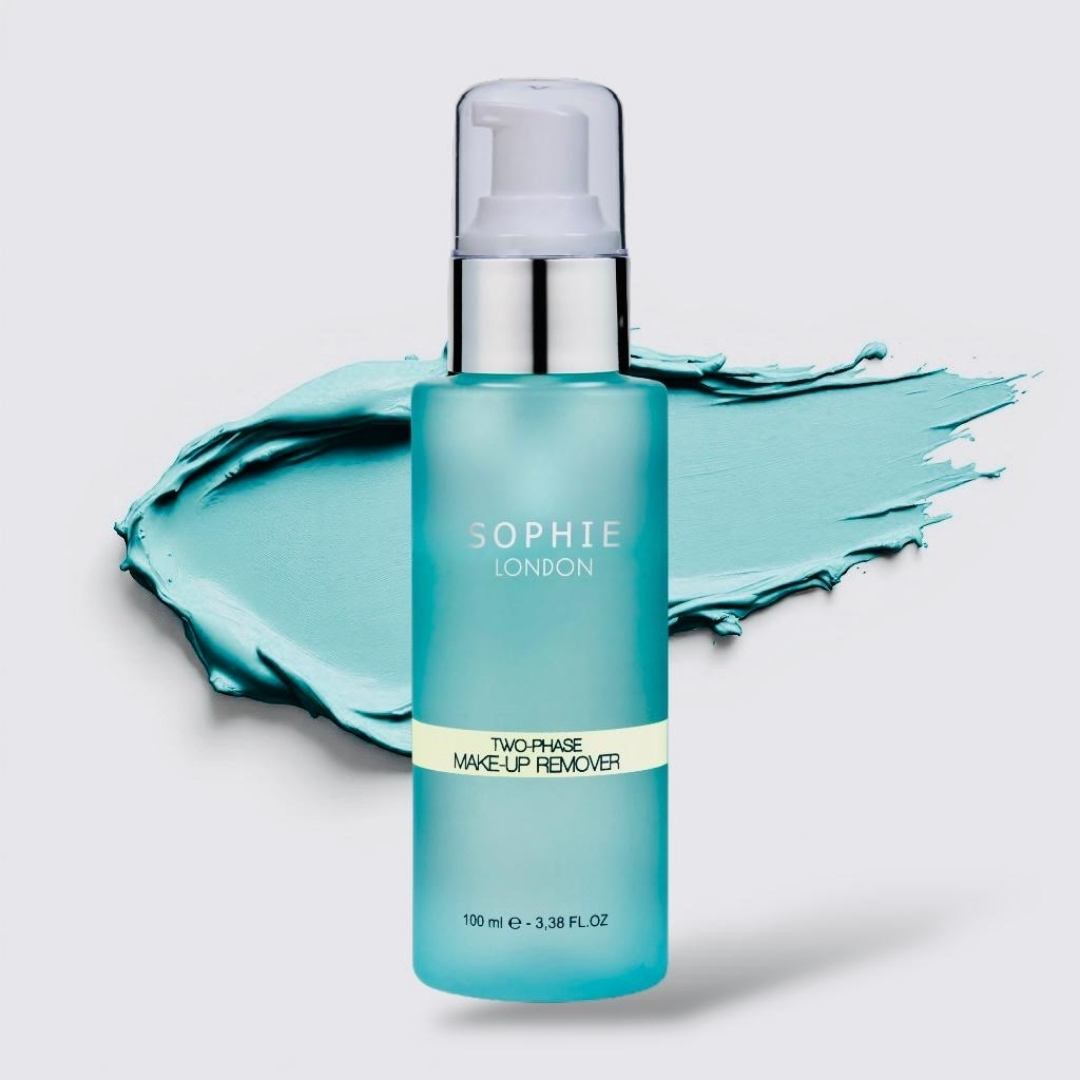 SOPHIE
LONDON
TWO-PHASE
MAKE-UP REMOVER
100 ml ℮ - 3,38 FL.OZ